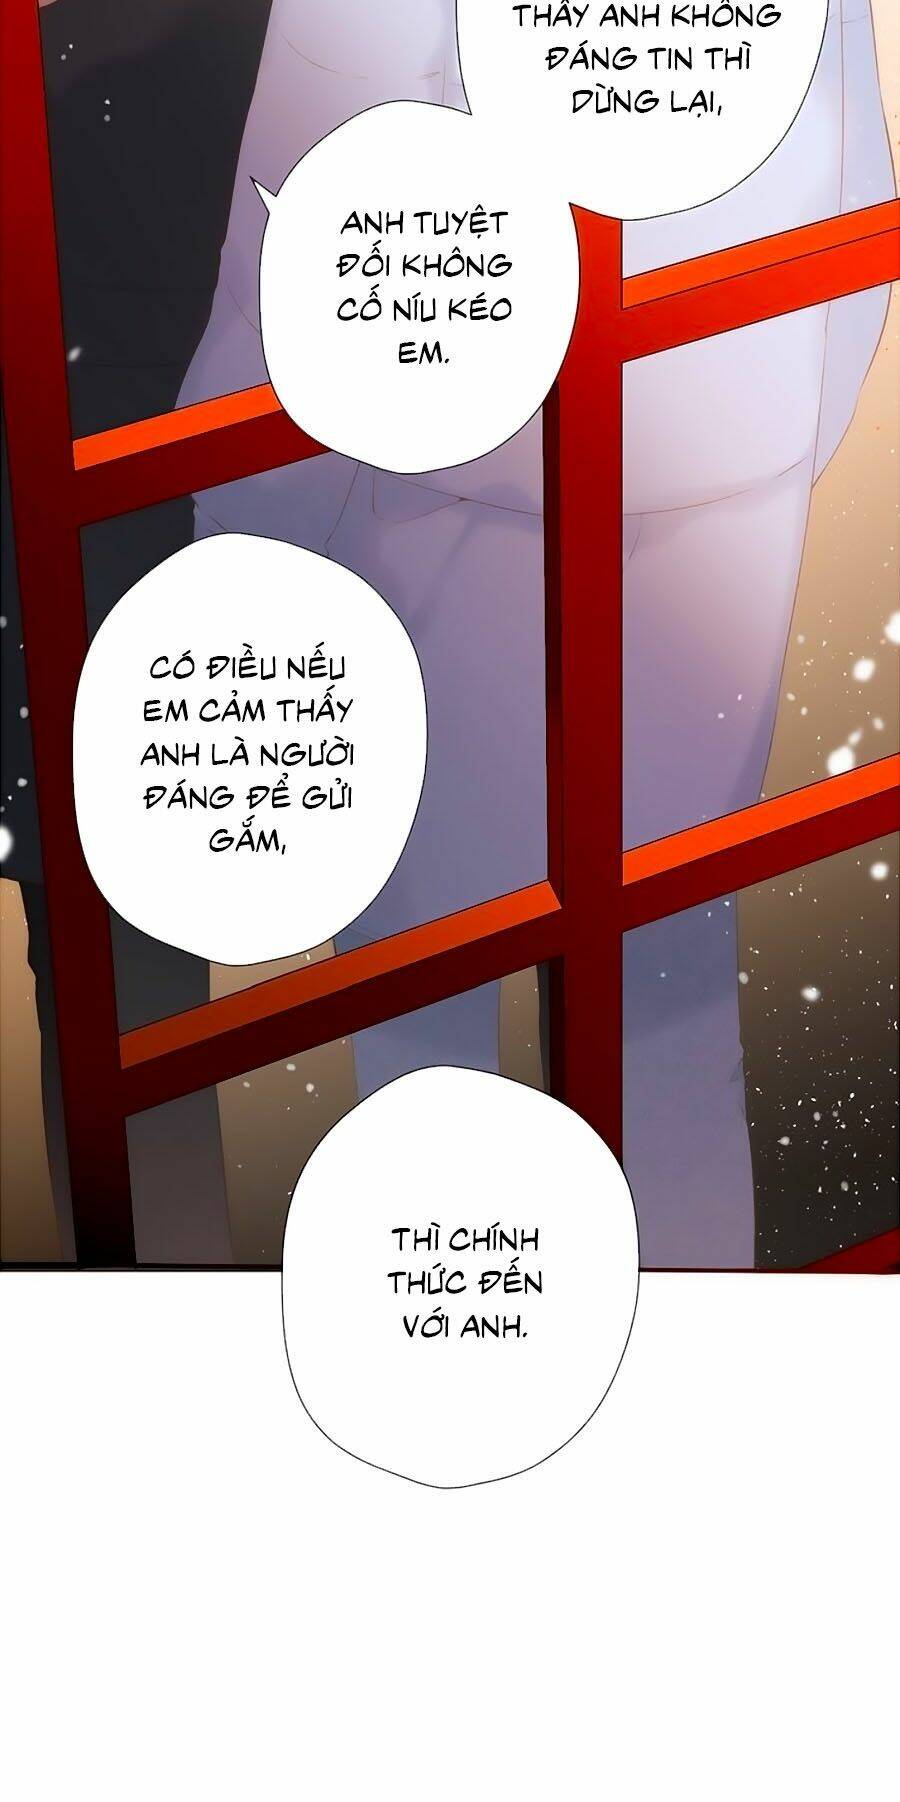 THẤY ANH KHÔNG
ĐÁNG TIN THÌ
DỪNG LẠI,
ANH TUYỆT
ĐỐI KHÔNG
CỐ NÍU KÉO
EM.
CÓ ĐIỀU NẾU
EM CẢM THẤY
ANH LÀ NGƯỜI
ĐÁNG ĐỂ GỬI
GẮM,
THÌ CHÍNH
THỨC ĐẾN
VỚI ANH.